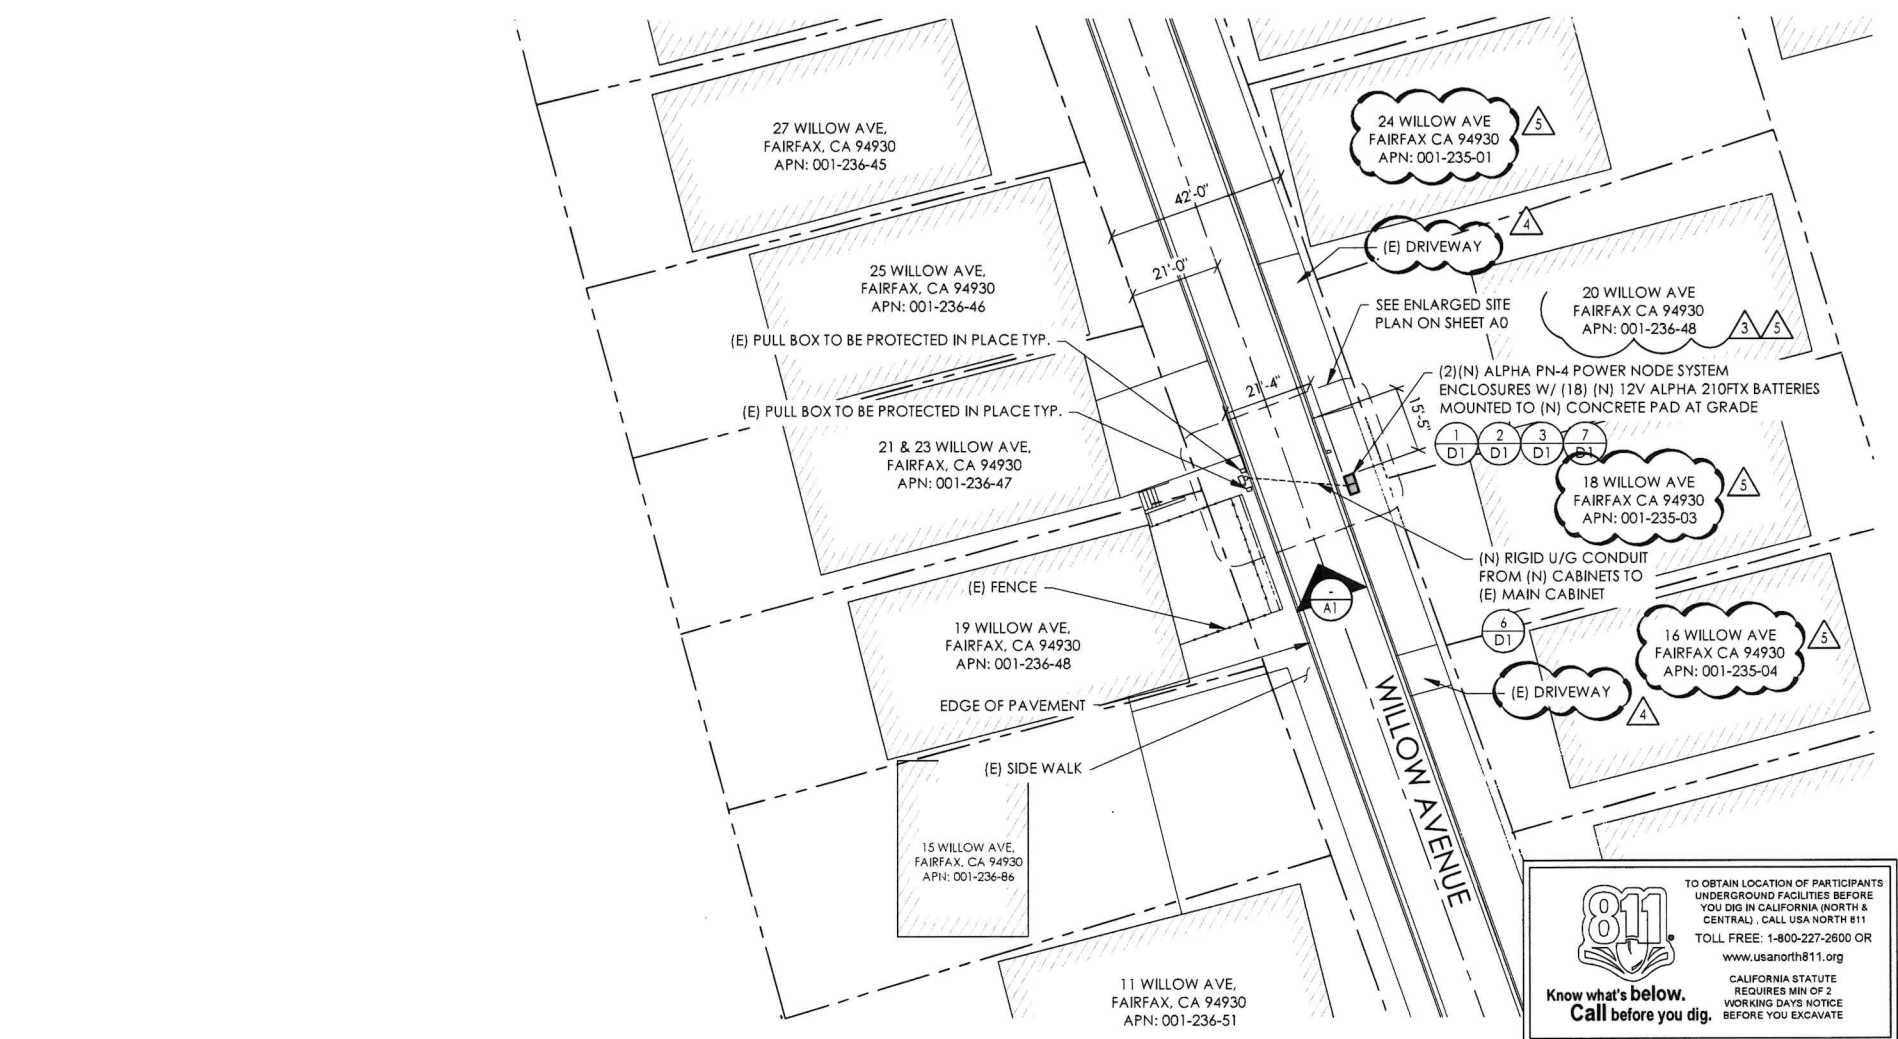 27 WILLOW AVE,
FAIRFAX, CA 94930
APN: 001-236-45
24 WILLOW AVE
FAIRFAX CA 94930
APN: 001-235-01
5
42'-0"
(E) DRIVEWAY
4
25 WILLOW AVE,
FAIRFAX, CA 94930
APN: 001-236-46
21'-0"
SEE ENLARGED SITE
PLAN ON SHEET A0
20 WILLOW AVE
FAIRFAX CA 94930
APN: 001-236-48
3
5
(E) PULL BOX TO BE PROTECTED IN PLACE TYP.
(2)(N) ALPHA PN-4 POWER NODE SYSTEM
ENCLOSURES W/ (18) (N) 12V ALPHA 210FTX BATTERIES
MOUNTED TO (N) CONCRETE PAD AT GRADE
21'-4"
15'-5"
(E) PULL BOX TO BE PROTECTED IN PLACE TYP.
1
D1
2
D1
3
D1
7
D1
21 & 23 WILLOW AVE,
FAIRFAX, CA 94930
APN: 001-236-47
18 WILLOW AVE
FAIRFAX CA 94930
APN: 001-235-03
5
(N) RIGID U/G CONDUIT
FROM (N) CABINETS TO
(E) MAIN CABINET
6
D1
(E) FENCE
-
A1
19 WILLOW AVE,
FAIRFAX, CA 94930
APN: 001-236-48
16 WILLOW AVE
FAIRFAX CA 94930
APN: 001-235-04
5
(E) DRIVEWAY
4
EDGE OF PAVEMENT
(E) SIDE WALK
WILLOW AVENUE
15 WILLOW AVE,
FAIRFAX, CA 94930
APN: 001-236-86
11 WILLOW AVE,
FAIRFAX, CA 94930
APN: 001-236-51
811
Know what's below.
Call before you dig.
TO OBTAIN LOCATION OF PARTICIPANTS
UNDERGROUND FACILITIES BEFORE
YOU DIG IN CALIFORNIA (NORTH &
CENTRAL) , CALL USA NORTH 811
TOLL FREE: 1-800-227-2600 OR
www.usanorth811.org
CALIFORNIA STATUTE
REQUIRES MIN OF 2
WORKING DAYS NOTICE
BEFORE YOU EXCAVATE